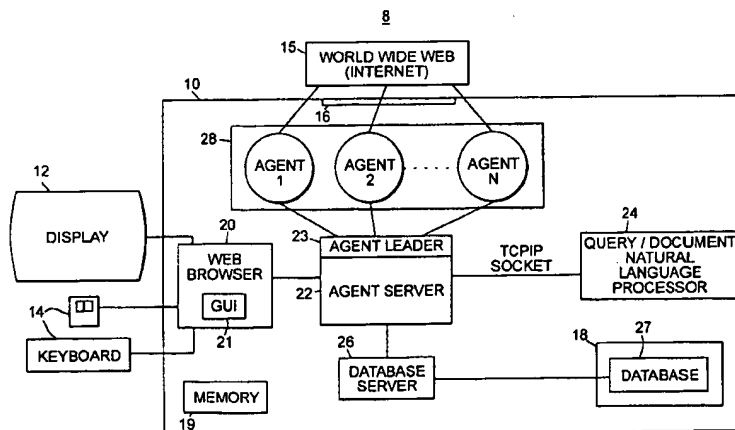 8
15
WORLD WIDE WEB
(INTERNET)
10
16
28
AGENT
1
AGENT
2
AGENT
N
12
DISPLAY
20
WEB
BROWSER
GUI
21
14
KEYBOARD
MEMORY
19
23
AGENT LEADER
22
AGENT SERVER
TCPIP
SOCKET
24
QUERY / DOCUMENT
NATURAL
LANGUAGE
PROCESSOR
26
DATABASE
SERVER
18
27
DATABASE